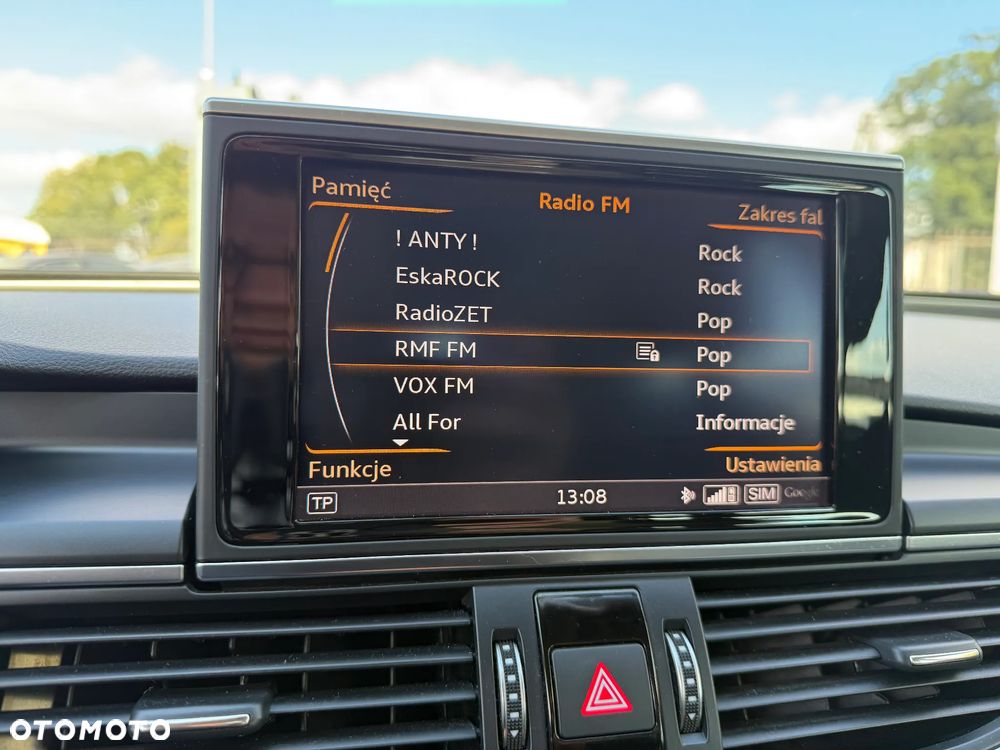 Pamięć
Radio FM
Zakres fal
! ANTY !
Rock
EskaROCK
Rock
RadioZET
Pop
RMF FM
Pop
VOX FM
Pop
All For
Informacje
Funkcje
Ustawienia
TP
13:08
SIM
Google
OTOMOTO